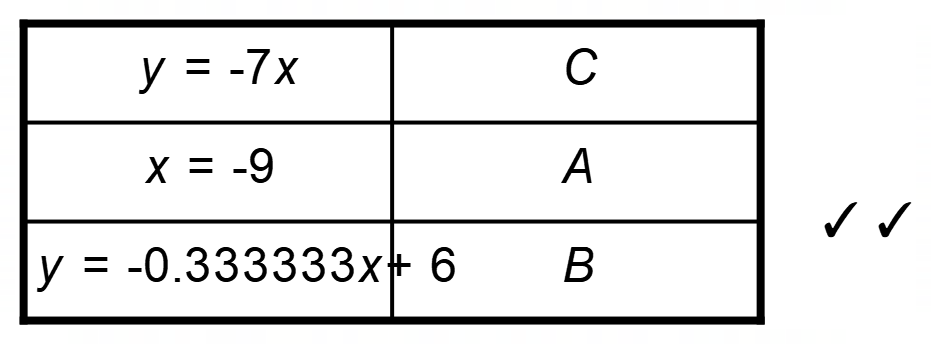 y = -7x C
x = -9 A
✓ ✓
y = -0.333333x+ 6 B